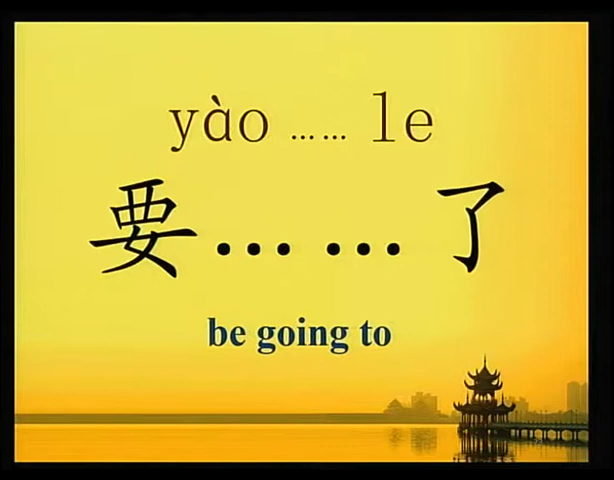 yào …… le
要……了
be going to